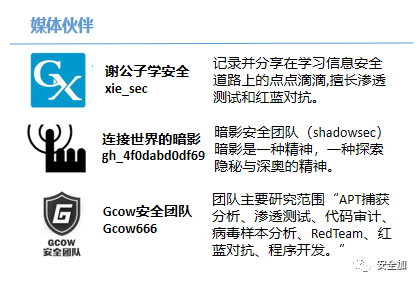 媒体伙伴
GX
谢公子学安全
xie_sec
记录并分享在学习信息安全
道路上的点点滴滴,擅长渗透
测试和红蓝对抗。
连接世界的暗影
gh_4f0dabd0df69
暗影安全团队（shadowsec）
暗影是一种精神，一种探索
隐秘与深奥的精神。
G
GCOW
安全团队
Gcow安全团队
Gcow666
团队主要研究范围“APT捕获
分析、渗透测试、代码审计、
病毒样本分析、RedTeam、红
蓝对抗、程序开发。”
安全加